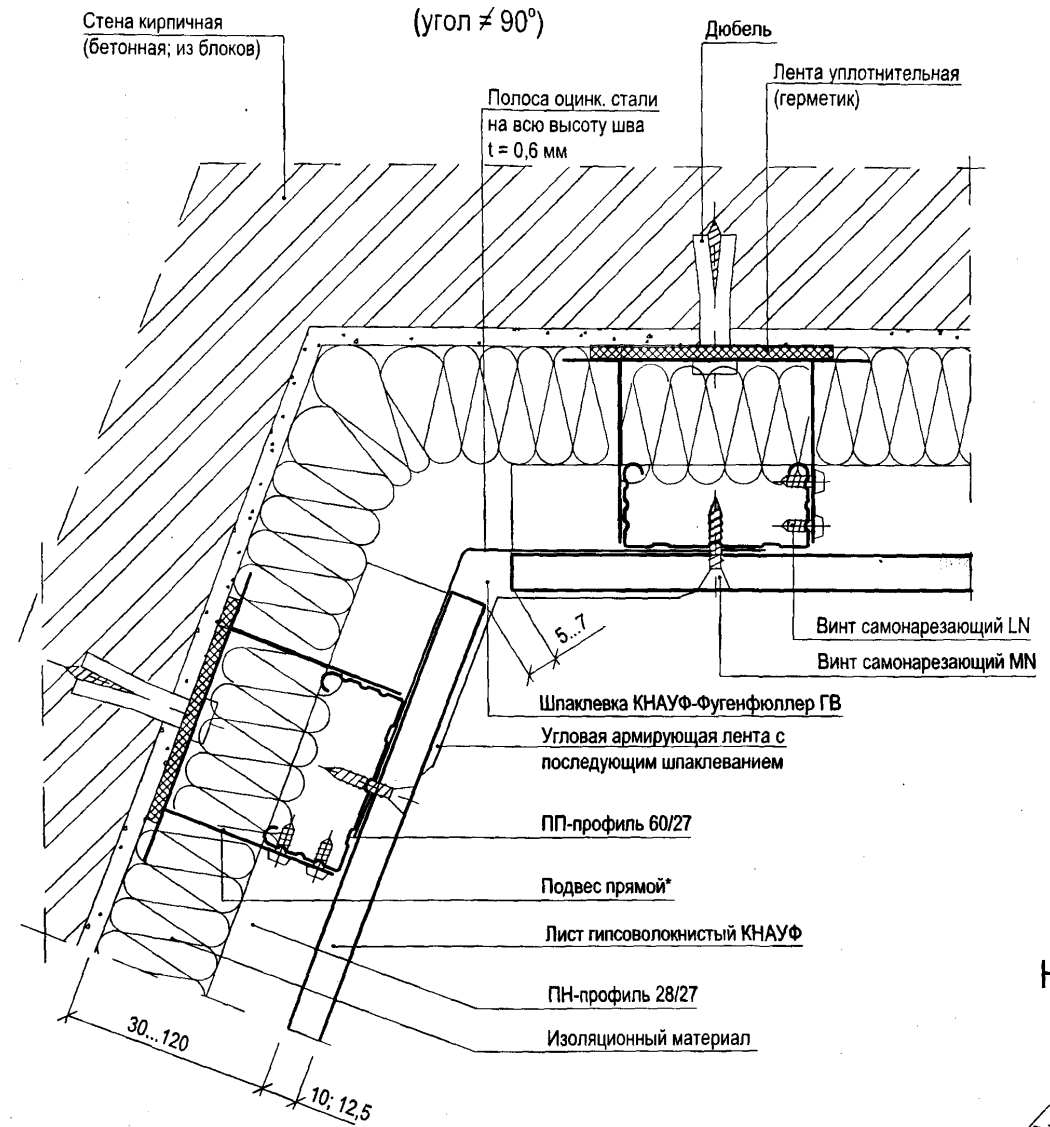 (угол ≠ 90°)
Стена кирпичная
(бетонная; из блоков)
Дюбель
Лента уплотнительная
(герметик)
Полоса оцинк. стали
на всю высоту шва
t = 0,6 мм
5...7
Винт самонарезающий LN
Винт самонарезающий MN
Шпаклевка КНАУФ-Фугенфюллер ГВ
Угловая армирующая лента с
последующим шпаклеванием
ПП-профиль 60/27
Подвес прямой*
Лист гипсоволокнистый КНАУФ
ПН-профиль 28/27
Изоляционный материал
30...120
10; 12,5